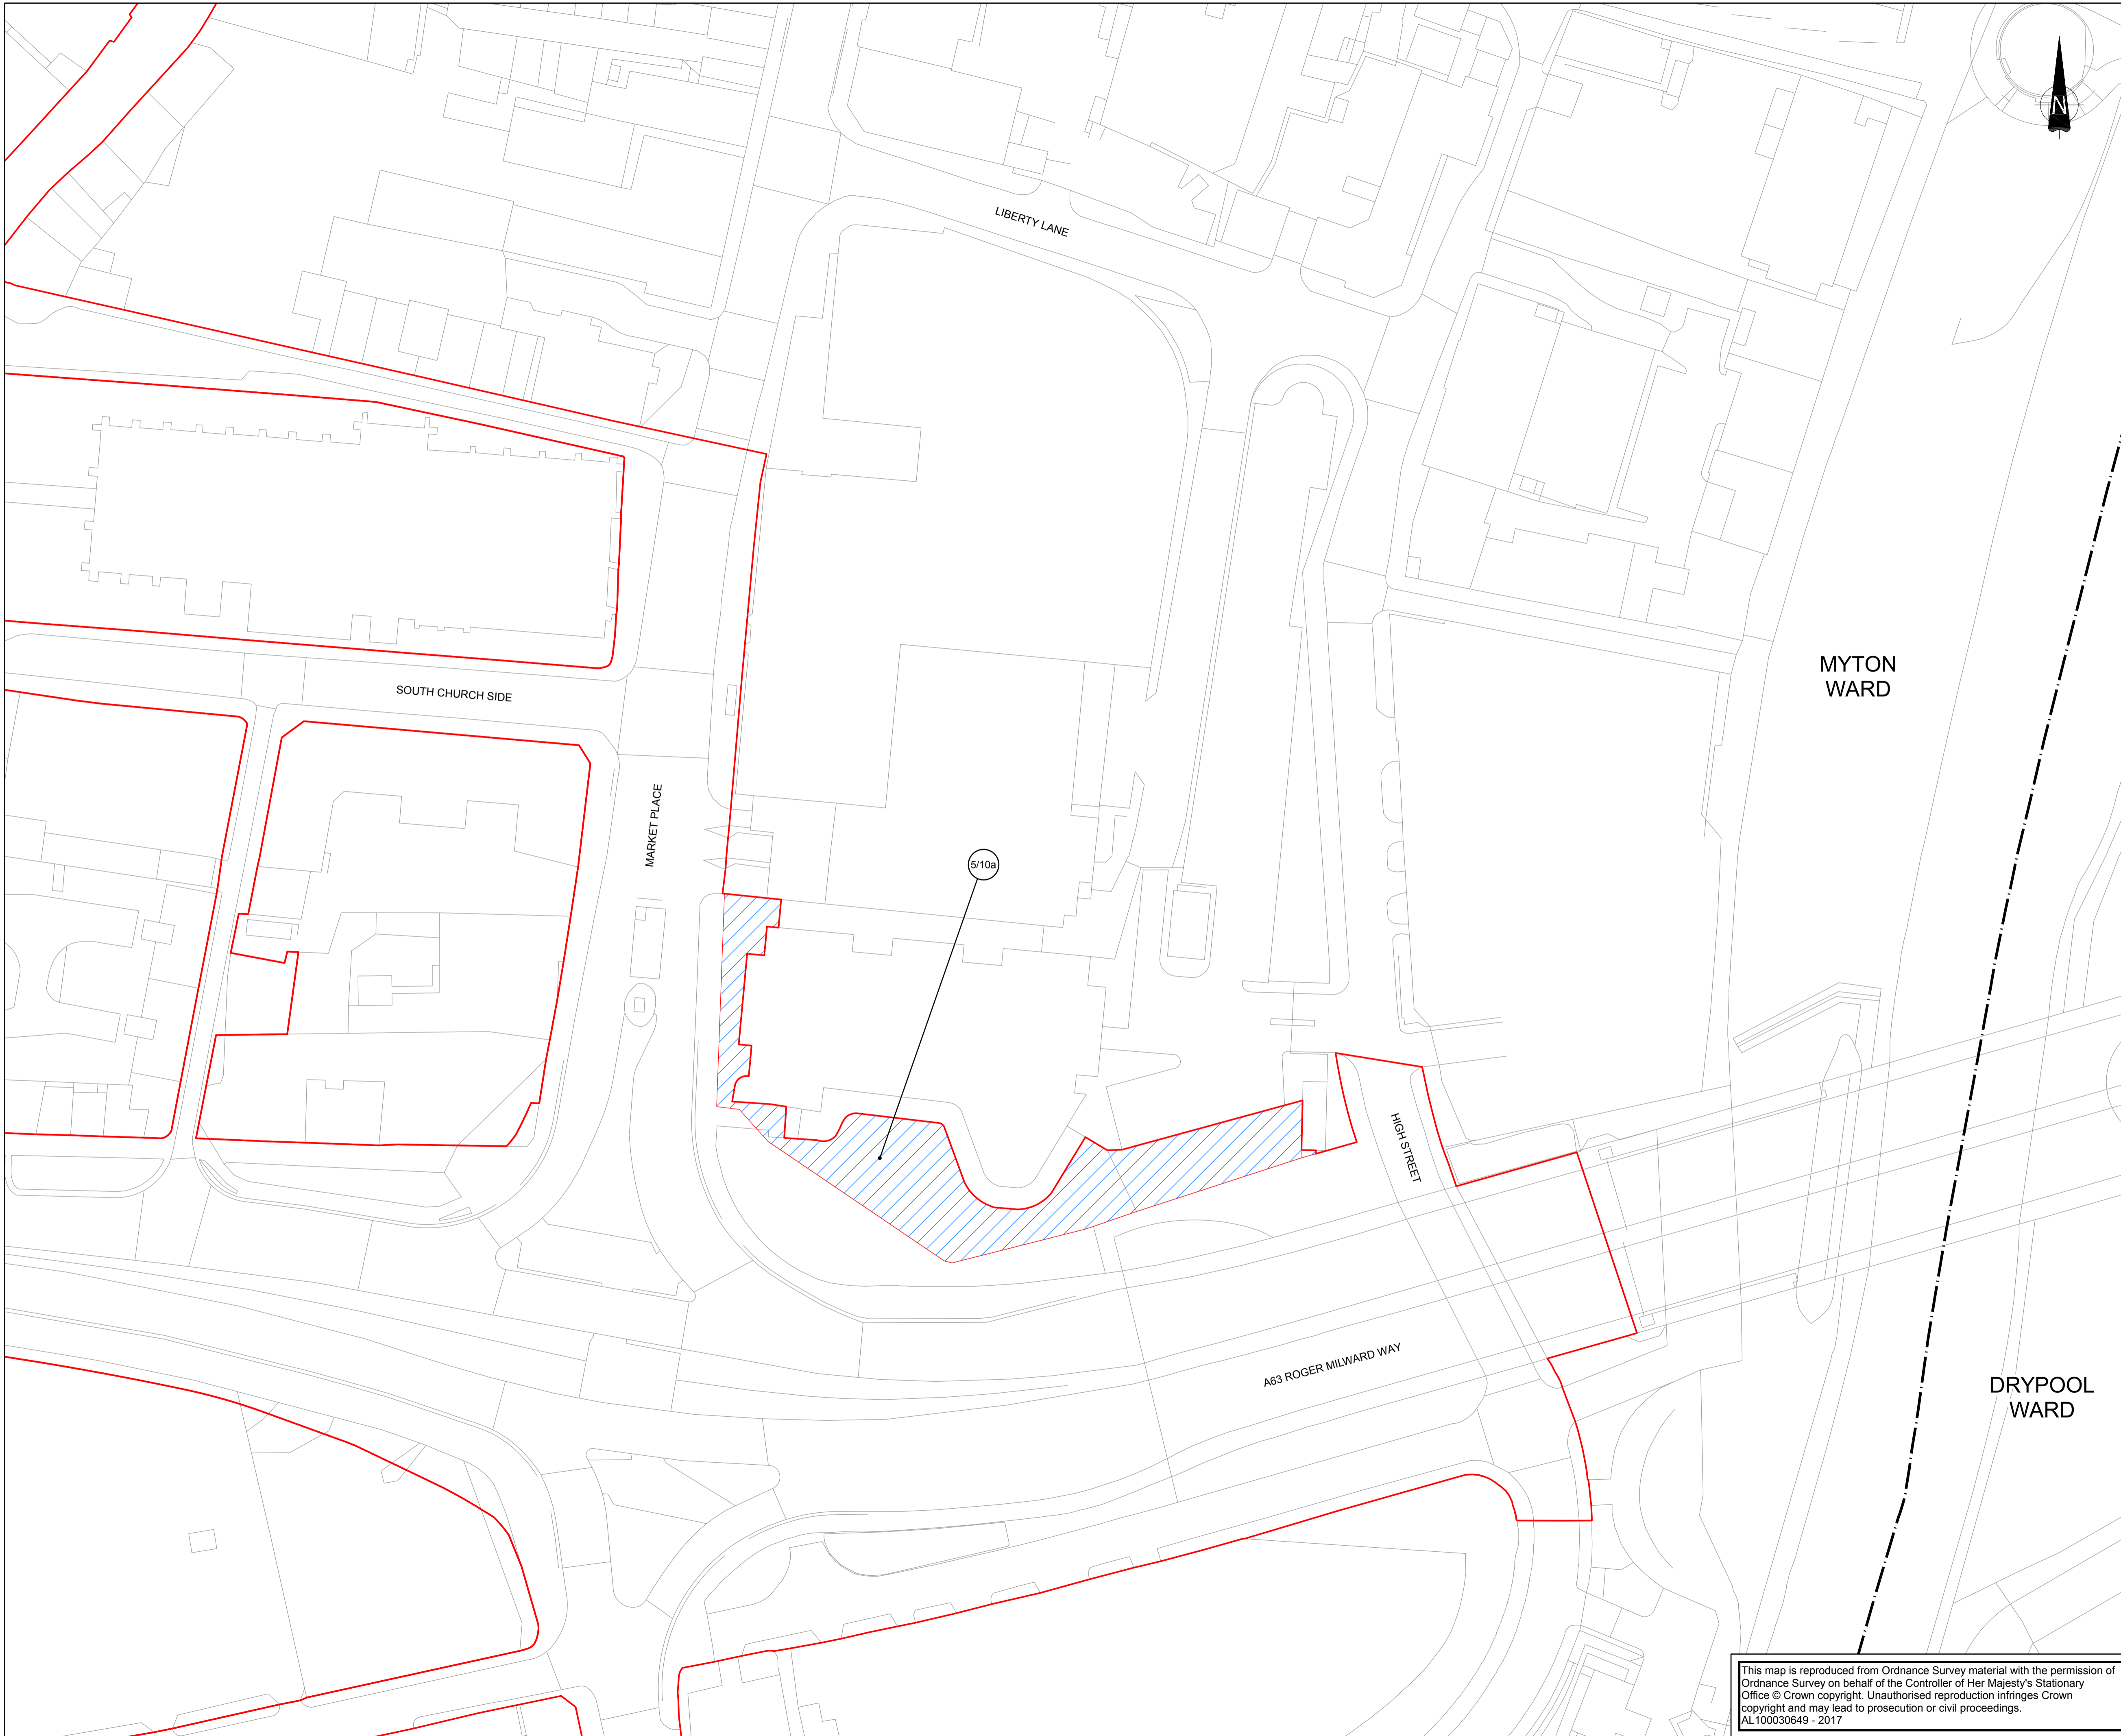 N
LIBERTY LANE
MYTON
WARD
SOUTH CHURCH SIDE
MARKET PLACE
5/10a
HIGH STREET
A63 ROGER MILWARD WAY
DRYPOOL
WARD
This map is reproduced from Ordnance Survey material with the permission of
Ordnance Survey on behalf of the Controller of Her Majesty's Stationary
Office © Crown copyright. Unauthorised reproduction infringes Crown
copyright and may lead to prosecution or civil proceedings.
AL100030649 - 2017